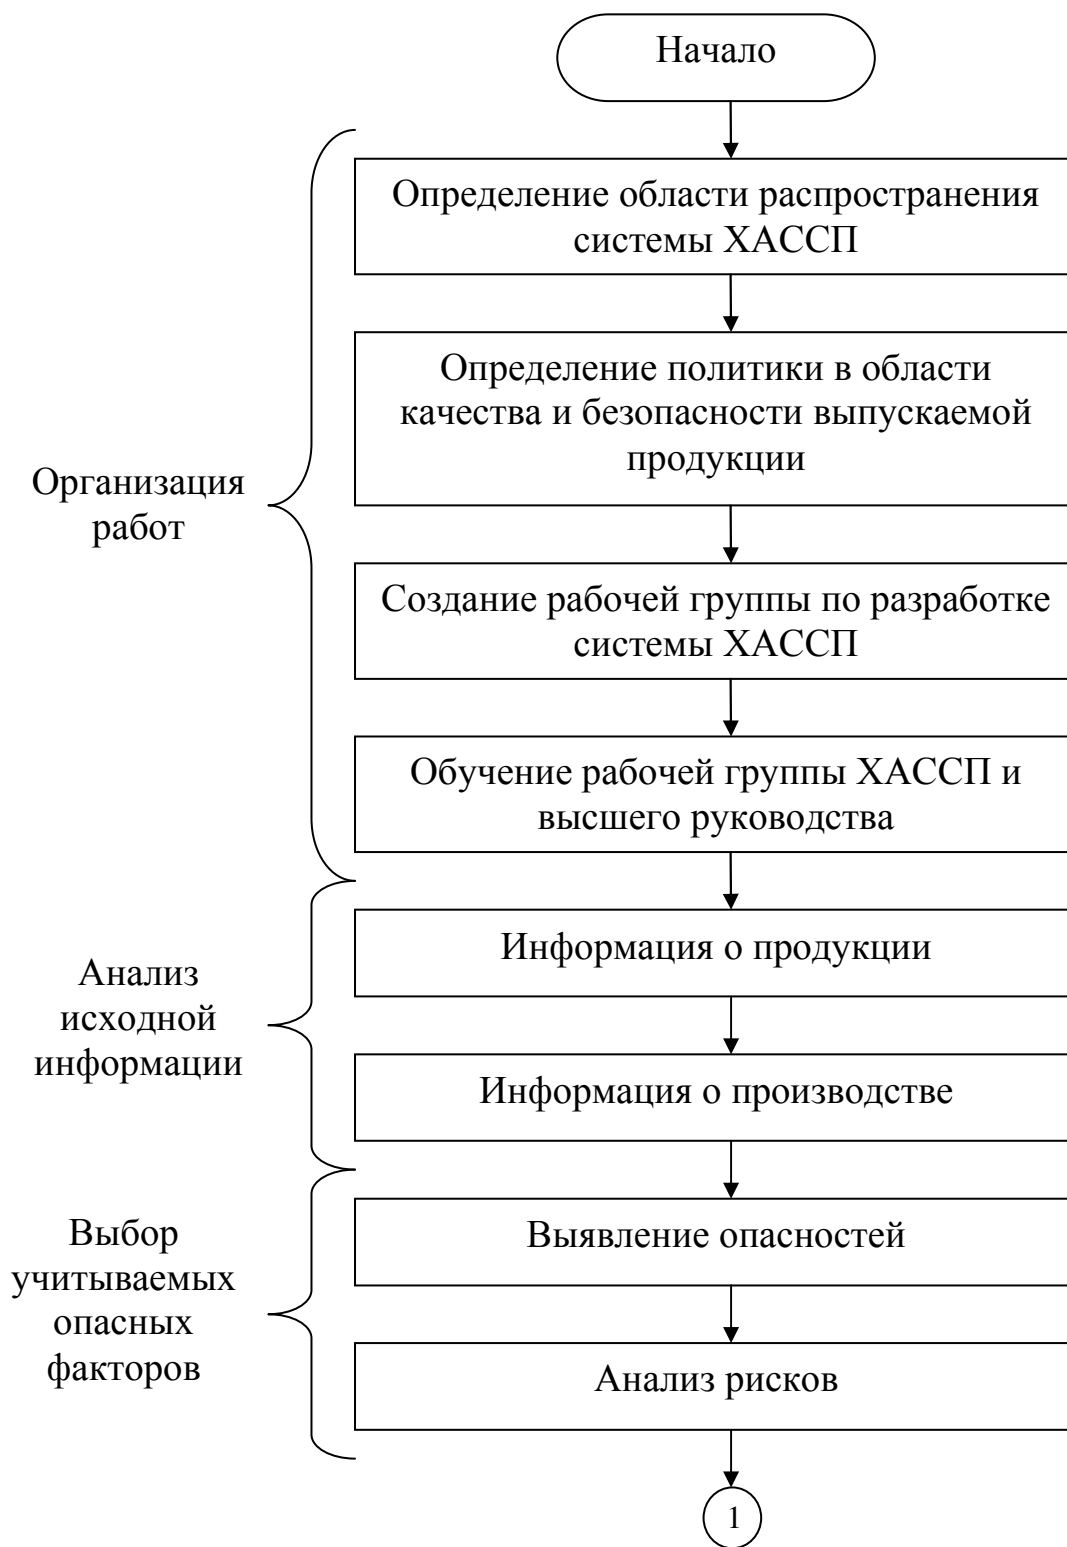 Начало
Определение области распространения
системы ХАССП
Определение политики в области
качества и безопасности выпускаемой
продукции
Организация
работ
Создание рабочей группы по разработке
системы ХАССП
Обучение рабочей группы ХАССП и
высшего руководства
Информация о продукции
Анализ
исходной
информации
Информация о производстве
Выявление опасностей
Выбор
учитываемых
опасных
факторов
Анализ рисков
1